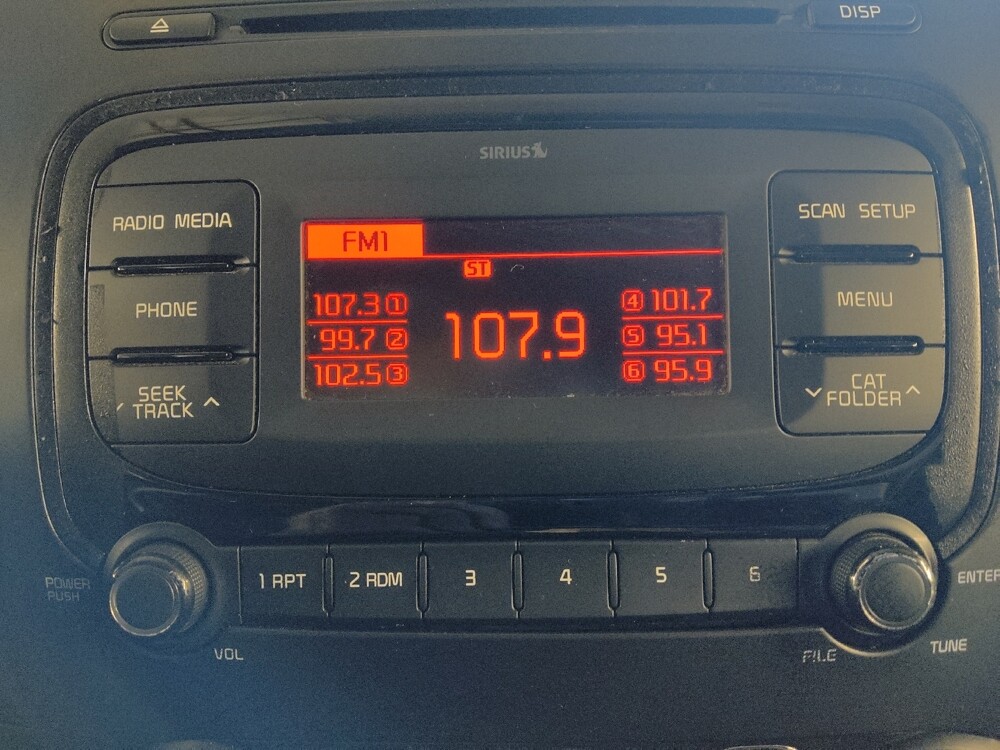 DISP
SIRIUS
RADIO MEDIA
PHONE
SEEK
TRACK
FM1
ST
107.3 1
99.7 2
102.5 3
107.9
4 101.7
5 95.1
6 95.9
SCAN SETUP
MENU
CAT
FOLDER
POWER
PUSH
VOL
1 RPT
2 RDM
3
4
5
6
ENTER
FILE
TUNE